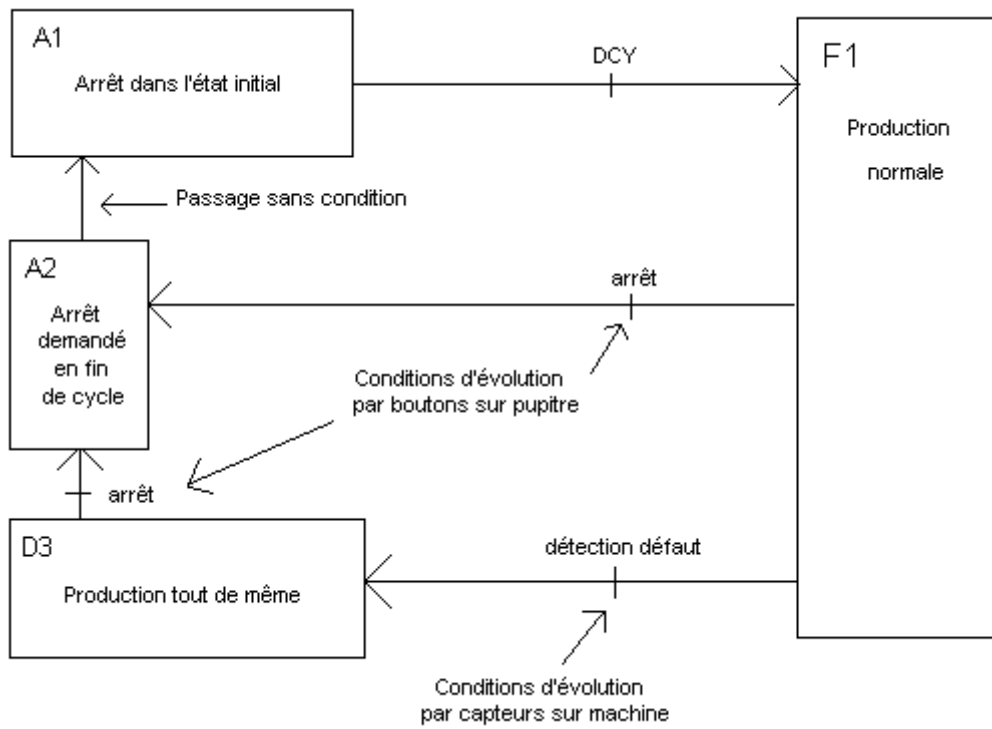 A1
Arrêt dans l'état initial
DCY
F1
Production
normale
Passage sans condition
A2
Arrêt
demandé
en fin
de cycle
arrêt
Conditions d'évolution
par boutons sur pupitre
arrêt
D3
Production tout de même
détection défaut
Conditions d'évolution
par capteurs sur machine